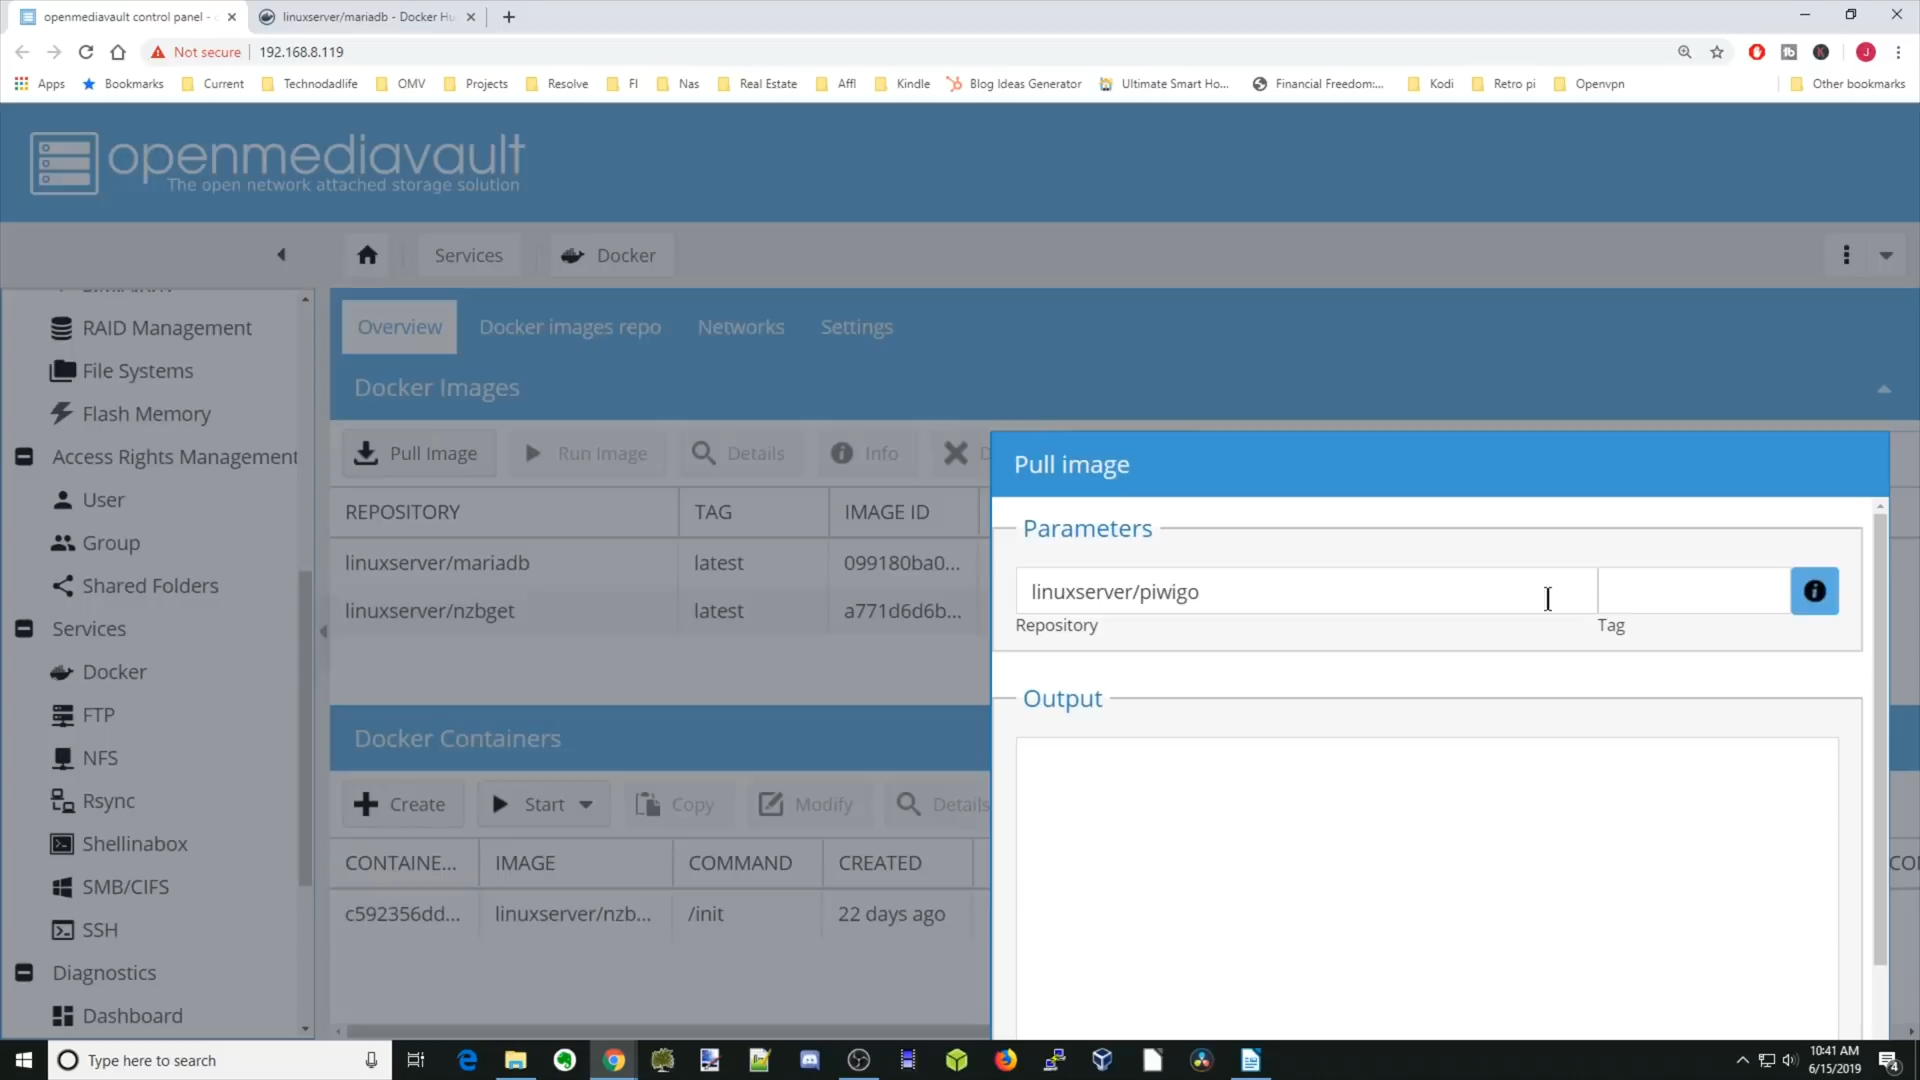 openmediavault control panel -
linuxserver/mariadb - Docker Hu
Not secure
192.168.8.119
Apps
Bookmarks
Current
Technodadlife
OMV
Projects
Resolve
FI
Nas
Real Estate
Affl
Kindle
Blog Ideas Generator
Ultimate Smart Ho...
Financial Freedom:...
Kodi
Retro pi
Openvpn
Other bookmarks
openmediavault
The open network attached storage solution
Services
Docker
RAID Management
File Systems
Flash Memory
Access Rights Management
User
Group
Shared Folders
Services
Docker
FTP
NFS
Rsync
Shellinabox
SMB/CIFS
SSH
Diagnostics
Dashboard
Overview
Docker images repo
Networks
Settings
Docker Images
Pull Image
Run Image
Details
Info
D
REPOSITORY TAG IMAGE ID
linuxserver/mariadb latest 099180ba0...
linuxserver/nzbget latest a771d6d6b...
Docker Containers
Create
Start
Copy
Modify
Details
CONTAINE... IMAGE COMMAND CREATED
CO
c592356dd... linuxserver/nzb... /init 22 days ago
Pull image
Parameters
linuxserver/piwigo
Repository
Tag
Output
Type here to search
10:41 AM
6/15/2019
4